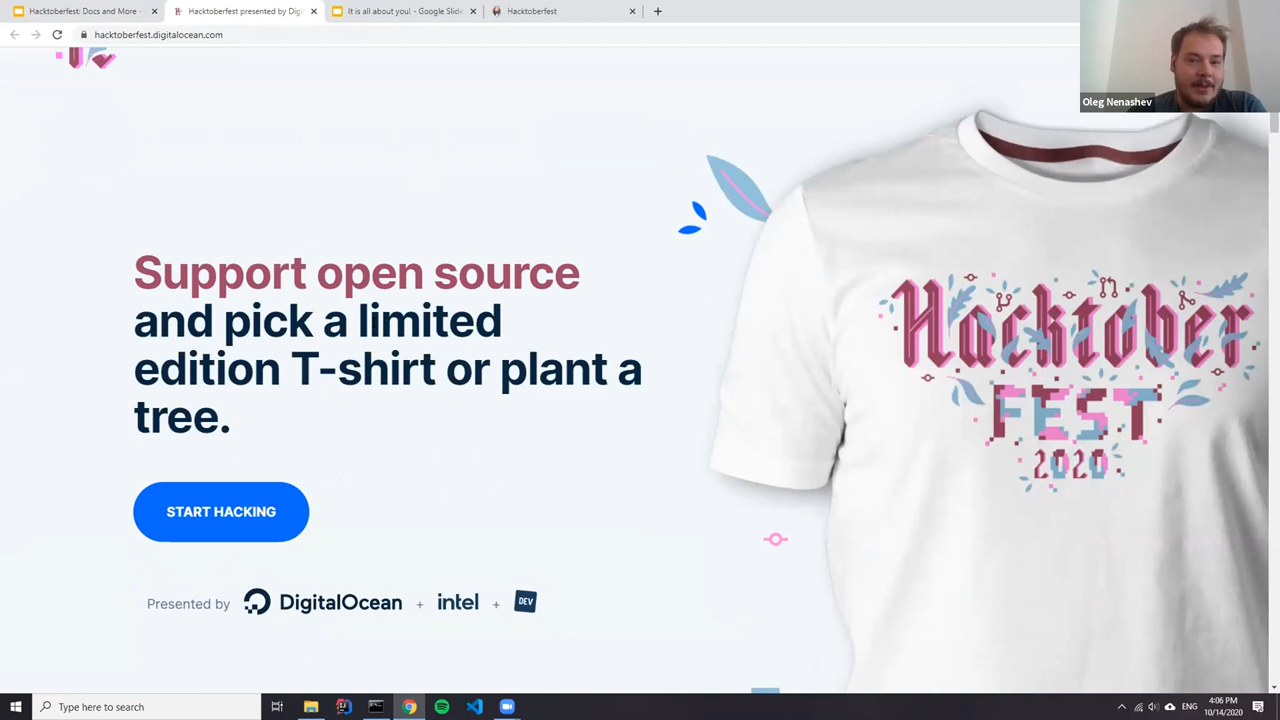 Hacktoberfest: Docs and More -
Hacktoberfest presented by Digi
It is all about you! - Google Slide
Hacktoberfest
hacktoberfest.digitalocean.com
Oleg Nenashev
Support open source
and pick a limited
edition T-shirt or plant a
tree.
Hacktober
FEST
2020
START HACKING
Presented by DigitalOcean + intel + DEV
Type here to search
ENG
4:06 PM
10/14/2020